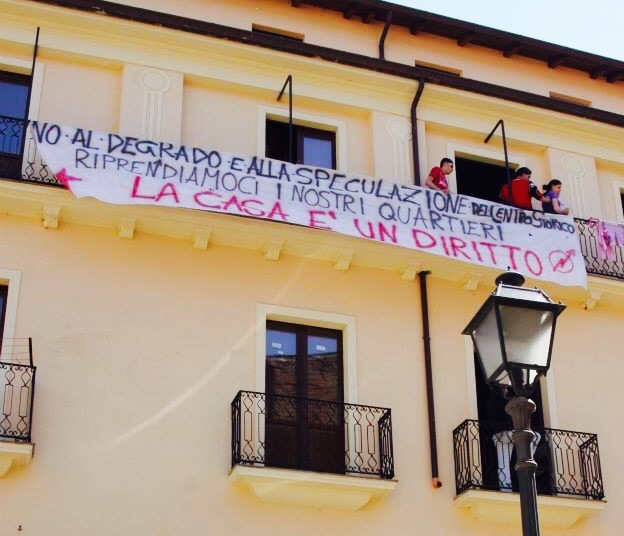 NO · AL · DEGRADO E ALLA SPECULAZIONE DEL CENTRO STORICO
RIPRENDIAMOCI I NOSTRI QUARTIERI
LA CASA E' UN DIRITTO